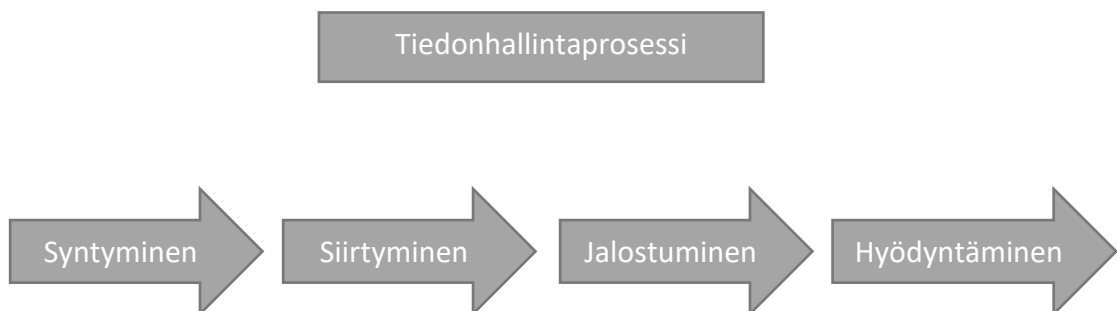 Tiedonhallintaprosessi
Syntyminen
Siirtyminen
Jalostuminen
Hyödyntäminen